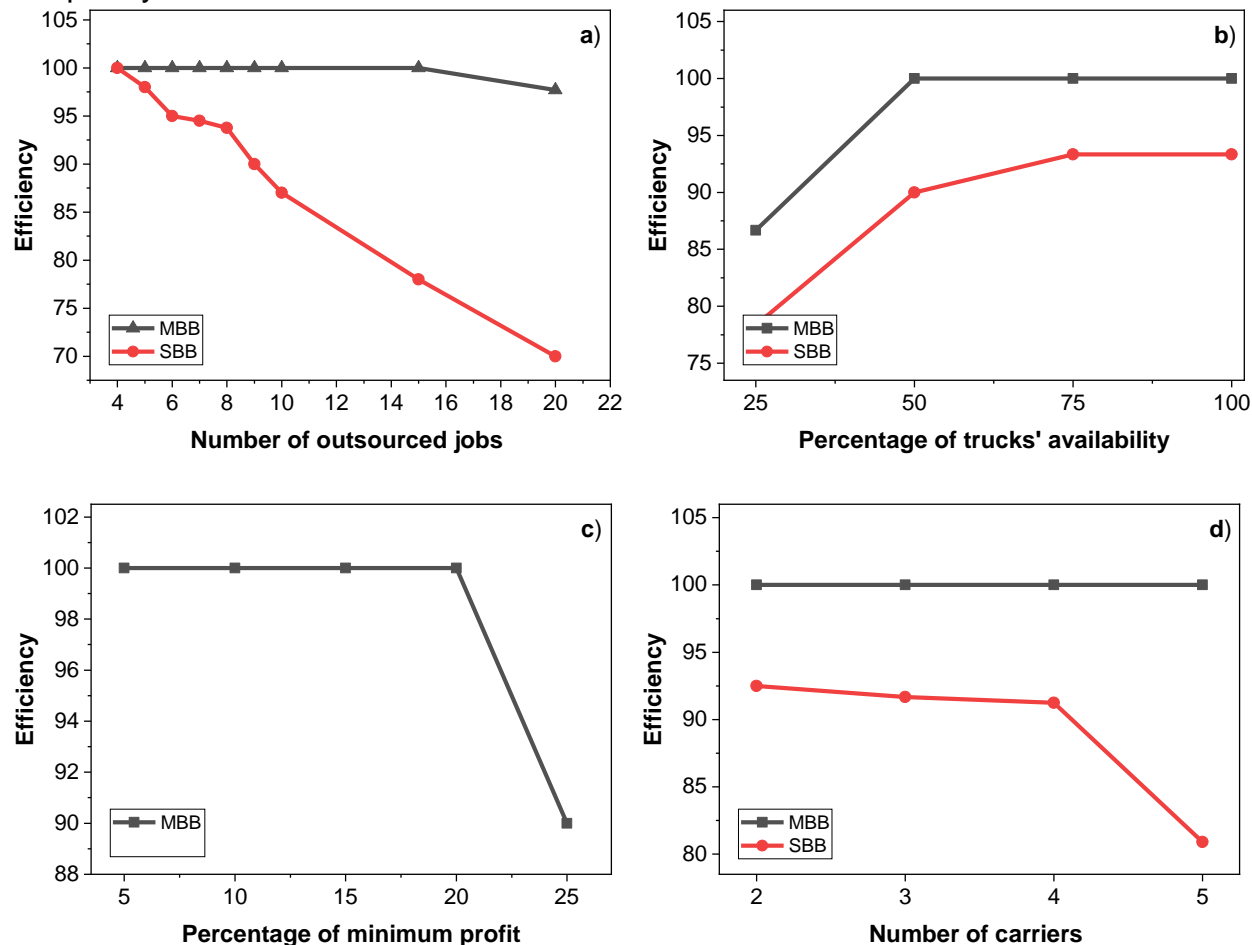 a)
105
100
95
90
85
80
75
70
Efficiency
MBB
SBB
4 6 8 10 12 14 16 18 20 22
Number of outsourced jobs
b)
105
100
95
90
85
80
75
Efficiency
MBB
SBB
25 50 75 100
Percentage of trucks' availability
c)
102
100
98
96
94
92
90
88
Efficiency
MBB
5 10 15 20 25
Percentage of minimum profit
d)
105
100
95
90
85
80
Efficiency
MBB
SBB
2 3 4 5
Number of carriers